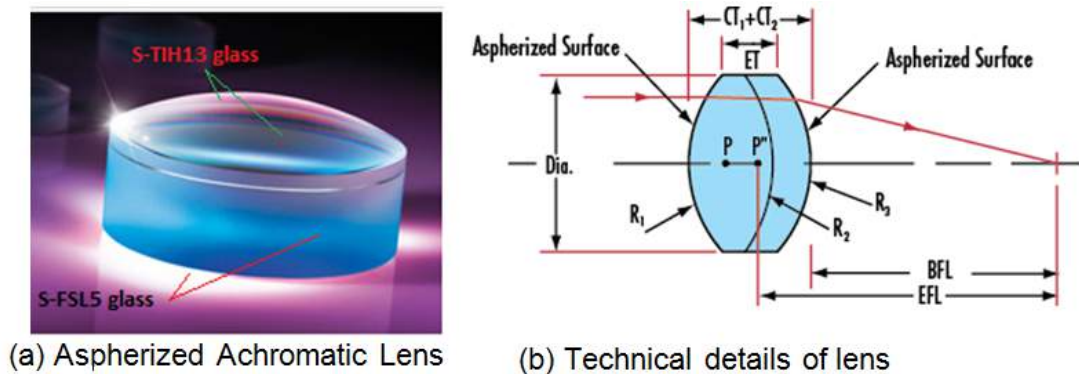 S-TIH13 glass
S-FSL5 glass
(a) Aspherized Achromatic Lens
CT₁+CT₂
ET
Aspherized Surface
Aspherized Surface
Dia.
P P"
R₁
R₂
R₃
BFL
EFL
(b) Technical details of lens